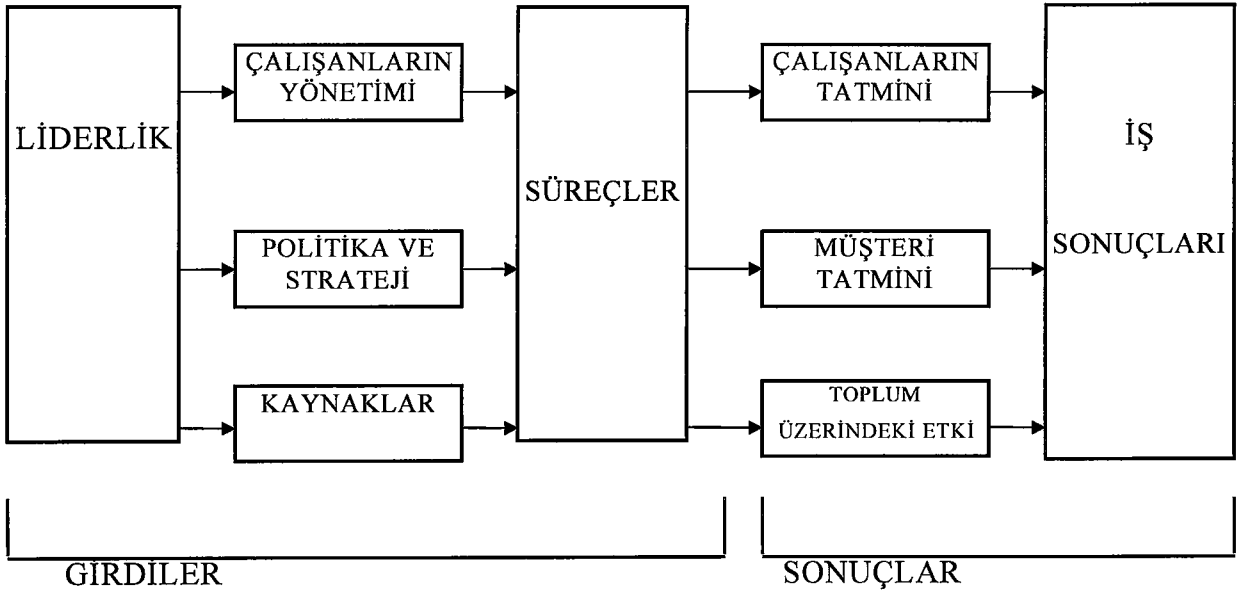 LİDERLİK
ÇALIŞANLARIN
YÖNETİMİ
POLİTİKA VE
STRATEJİ
KAYNAKLAR
SÜREÇLER
ÇALIŞANLARIN
TATMİNİ
MÜŞTERİ
TATMİNİ
TOPLUM
ÜZERİNDEKİ ETKİ
İŞ
SONUÇLARI
GİRDİLER
SONUÇLAR